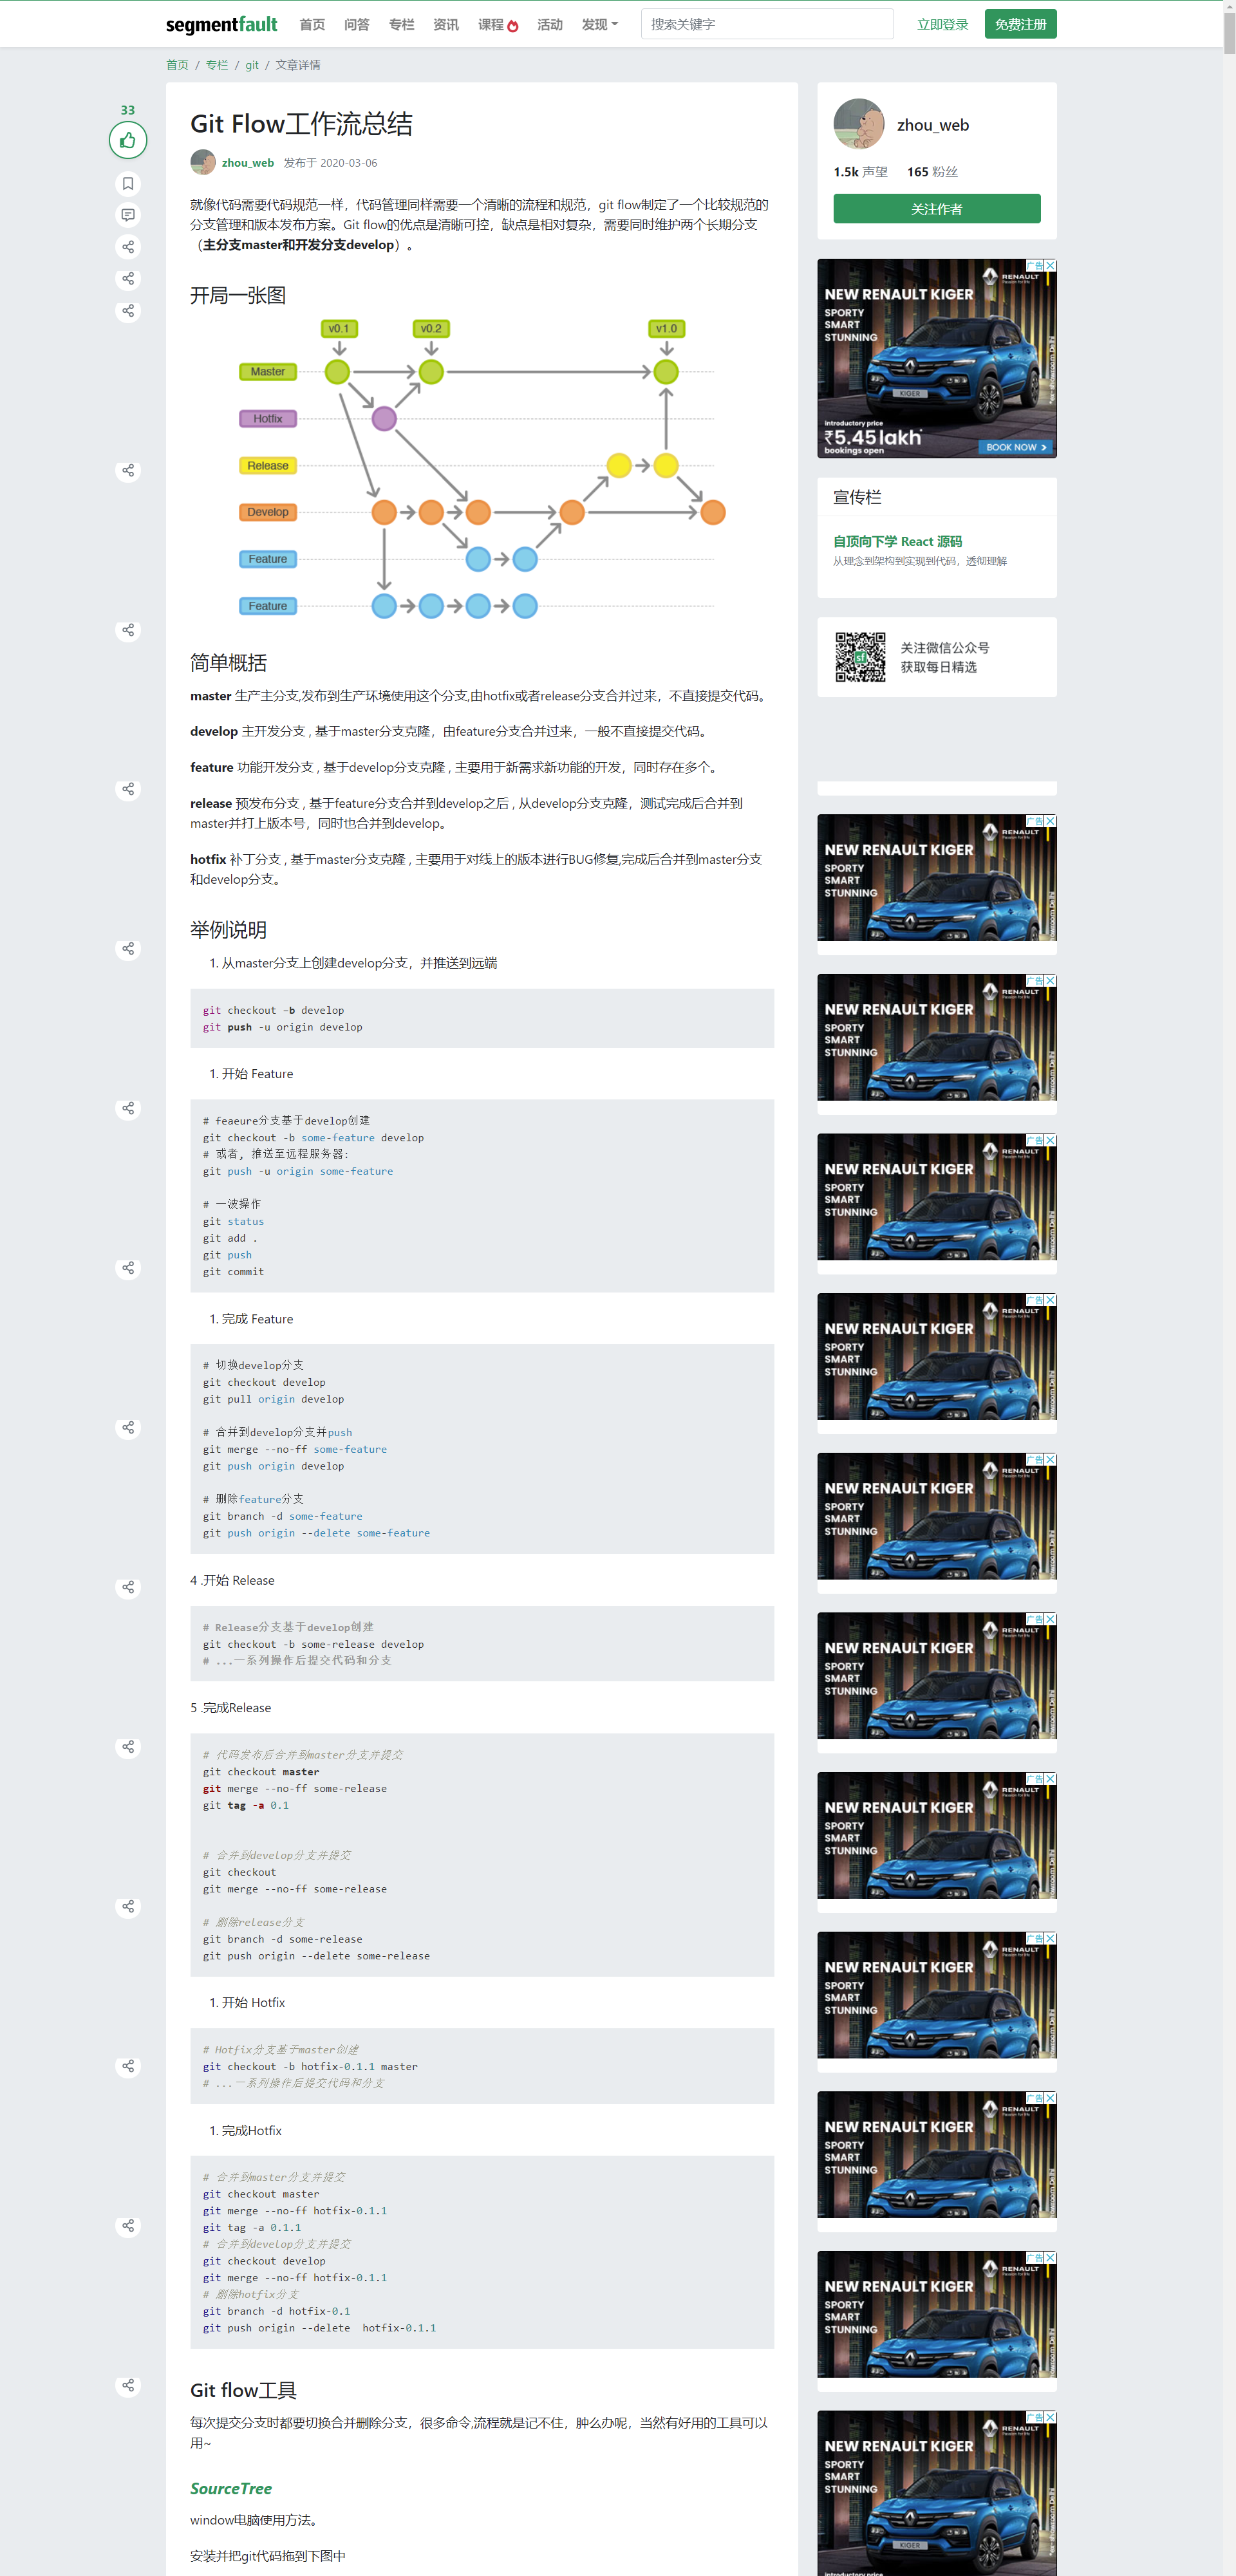 segmentfault 首页 问答 专栏 资讯 课程 活动 发现 搜索关键字 立即登录 免费注册
首页 / 专栏 / git / 文章详情
33
Git Flow工作流总结
zhou_web 发布于 2020-03-06
就像代码需要代码规范一样，代码管理同样需要一个清晰的流程和规范，git flow制定了一个比较规范的
分支管理和版本发布方案。Git flow的优点是清晰可控，缺点是相对复杂，需要同时维护两个长期分支
（主分支master和开发分支develop）。
开局一张图
v0.1 v0.2 v1.0
Master
Hotfix
Release
Develop
Feature
Feature
简单概括
master 生产主分支,发布到生产环境使用这个分支,由hotfix或者release分支合并过来，不直接提交代码。
develop 主开发分支 , 基于master分支克隆，由feature分支合并过来，一般不直接提交代码。
feature 功能开发分支 , 基于develop分支克隆 , 主要用于新需求新功能的开发，同时存在多个。
release 预发布分支 , 基于feature分支合并到develop之后 , 从develop分支克隆，测试完成后合并到
master并打上版本号，同时也合并到develop。
hotfix 补丁分支 , 基于master分支克隆 , 主要用于对线上的版本进行BUG修复,完成后合并到master分支
和develop分支。
举例说明
1. 从master分支上创建develop分支，并推送到远端
git checkout –b develop
git push -u origin develop
1. 开始 Feature
# feaeure分支基于develop创建
git checkout -b some-feature develop
# 或者, 推送至远程服务器:
git push -u origin some-feature
# 一波操作
git status
git add .
git push
git commit
1. 完成 Feature
# 切换develop分支
git checkout develop
git pull origin develop
# 合并到develop分支并push
git merge --no-ff some-feature
git push origin develop
# 删除feature分支
git branch -d some-feature
git push origin --delete some-feature
4 .开始 Release
# Release分支基于develop创建
git checkout -b some-release develop
# ...一系列操作后提交代码和分支
5 .完成Release
# 代码发布后合并到master分支并提交
git checkout master
git merge --no-ff some-release
git tag -a 0.1
# 合并到develop分支并提交
git checkout
git merge --no-ff some-release
# 删除release分支
git branch -d some-release
git push origin --delete some-release
1. 开始 Hotfix
# Hotfix分支基于master创建
git checkout -b hotfix-0.1.1 master
# ...一系列操作后提交代码和分支
1. 完成Hotfix
# 合并到master分支并提交
git checkout master
git merge --no-ff hotfix-0.1.1
git tag -a 0.1.1
# 合并到develop分支并提交
git checkout develop
git merge --no-ff hotfix-0.1.1
# 删除hotfix分支
git branch -d hotfix-0.1
git push origin --delete  hotfix-0.1.1
Git flow工具
每次提交分支时都要切换合并删除分支，很多命令,流程就是记不住，肿么办呢，当然有好用的工具可以
用~
SourceTree
window电脑使用方法。
安装并把git代码拖到下图中
zhou_web
1.5k 声望 165 粉丝
关注作者
广告
RENAULT
Passion for life
NEW RENAULT KIGER
SPORTY
SMART
STUNNING
KIGER
introductory price
₹5.45 lakh*
bookings open
BOOK NOW
宣传栏
自顶向下学 React 源码
从理念到架构到实现到代码，透彻理解
sf
关注微信公众号
获取每日精选
广告
RENAULT
NEW RENAULT KIGER
SPORTY
SMART
STUNNING
广告
RENAULT
NEW RENAULT KIGER
SPORTY
SMART
STUNNING
广告
RENAULT
NEW RENAULT KIGER
SPORTY
SMART
STUNNING
广告
RENAULT
NEW RENAULT KIGER
SPORTY
SMART
STUNNING
广告
RENAULT
NEW RENAULT KIGER
SPORTY
SMART
STUNNING
广告
RENAULT
NEW RENAULT KIGER
SPORTY
SMART
STUNNING
广告
RENAULT
NEW RENAULT KIGER
SPORTY
SMART
STUNNING
广告
RENAULT
NEW RENAULT KIGER
SPORTY
SMART
STUNNING
广告
RENAULT
NEW RENAULT KIGER
SPORTY
SMART
STUNNING
广告
RENAULT
NEW RENAULT KIGER
SPORTY
SMART
STUNNING
广告
RENAULT
NEW RENAULT KIGER
SPORTY
SMART
STUNNING
KIGER
introductory price